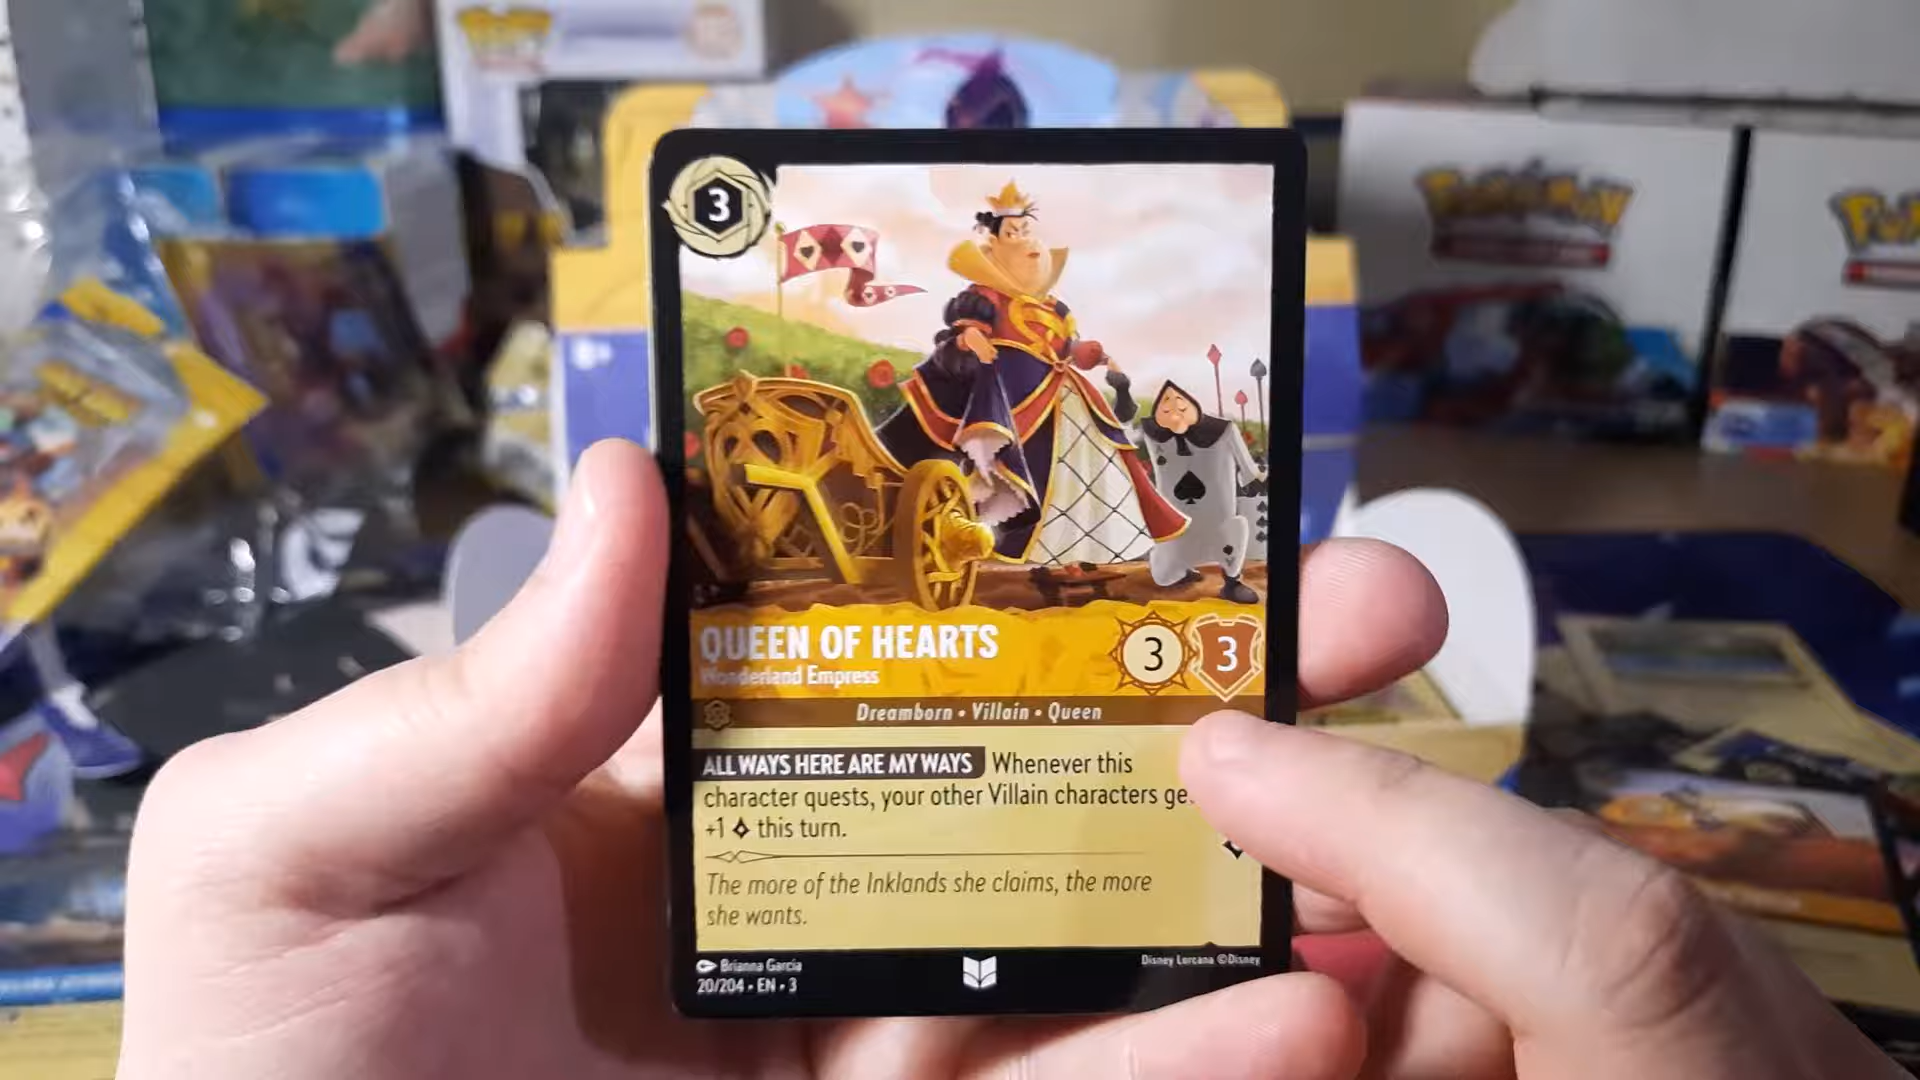 POP!
Pokémon
3
QUEEN OF HEARTS
Wonderland Empress
3
3
Dreamborn • Villain • Queen
ALL WAYS HERE ARE MY WAYS Whenever this
character quests, your other Villain characters
+1 this turn.
The more of the Inklands she claims, the more
she wants.
Brianna Garcia
20/204 • EN • 3
Disney Lorcana ©Disney